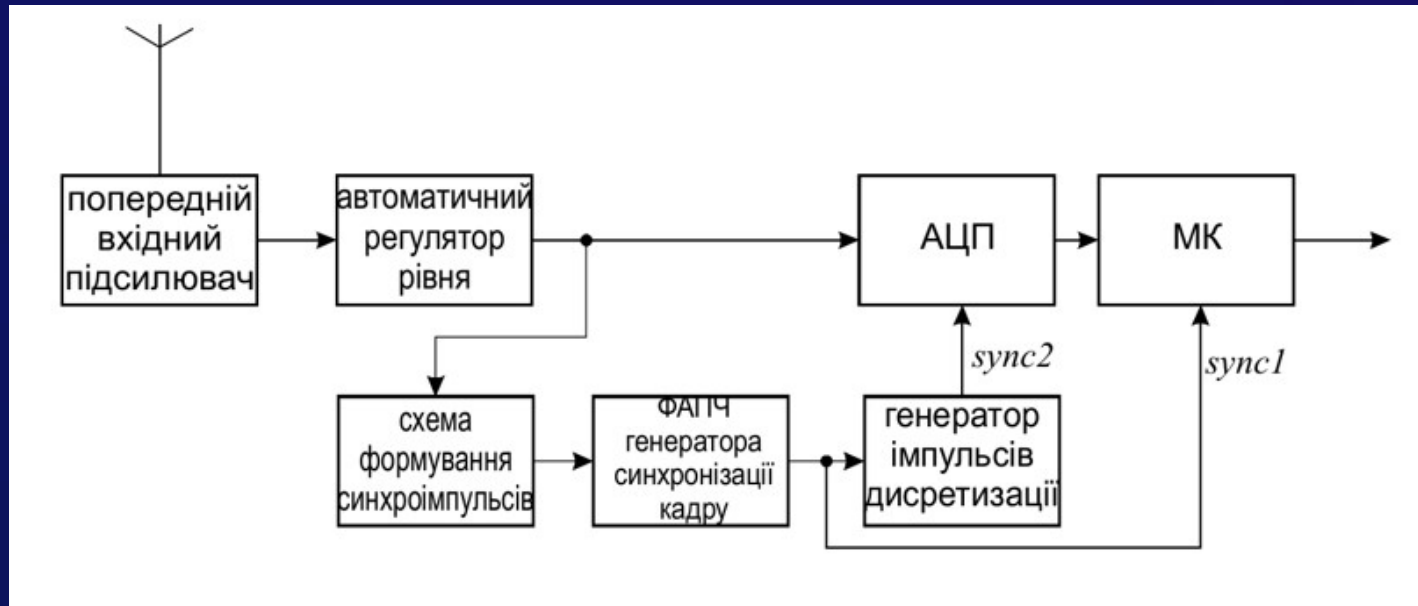 попередній
вхідний
підсилювач
автоматичний
регулятор
рівня
АЦП
МК
sync2
sync1
схема
формування
синхроімпульсів
ФАПЧ
генератора
синхронізації
кадру
генератор
імпульсів
дисретизації